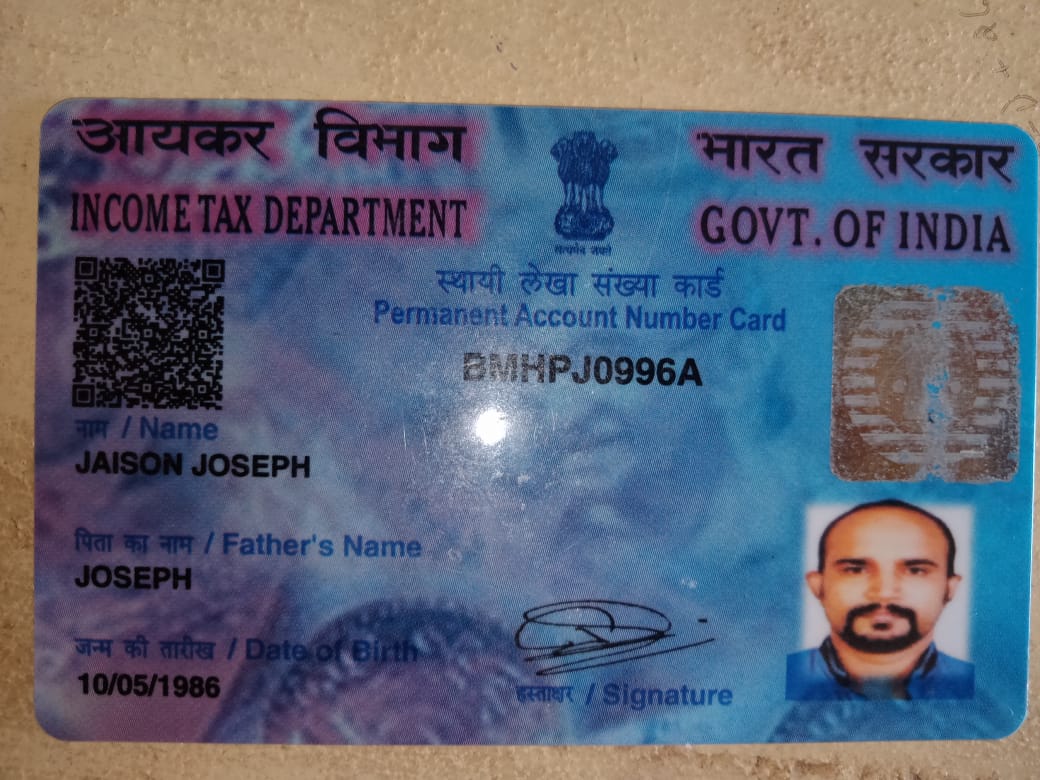 आयकर विभाग
INCOME TAX DEPARTMENT
भारत सरकार
GOVT. OF INDIA
सत्यमेव जयते
स्थायी लेखा संख्या कार्ड
Permanent Account Number Card
BMHPJ0996A
नाम / Name
JAISON JOSEPH
पिता का नाम / Father's Name
JOSEPH
जन्म की तारीख / Date of Birth
10/05/1986
हस्ताक्षर / Signature